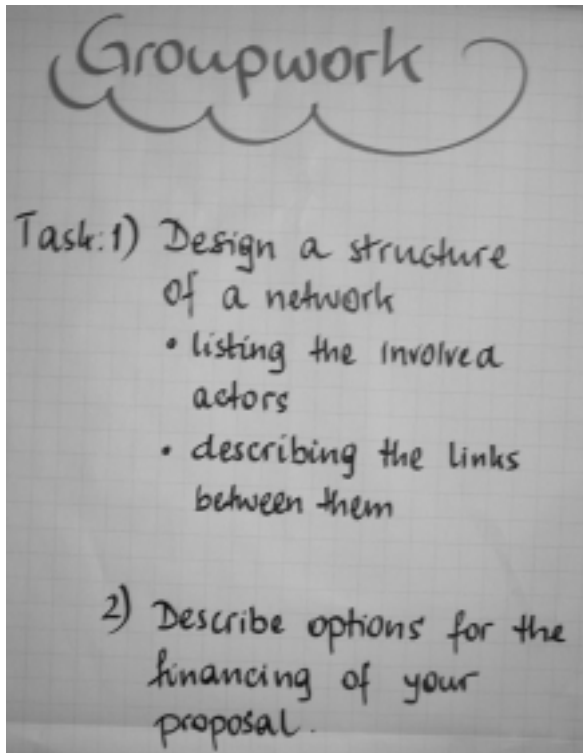 Groupwork
Task: 1) Design a structure
of a network
• listing the involved
actors
• describing the links
between them
2) Describe options for the
financing of your
proposal.